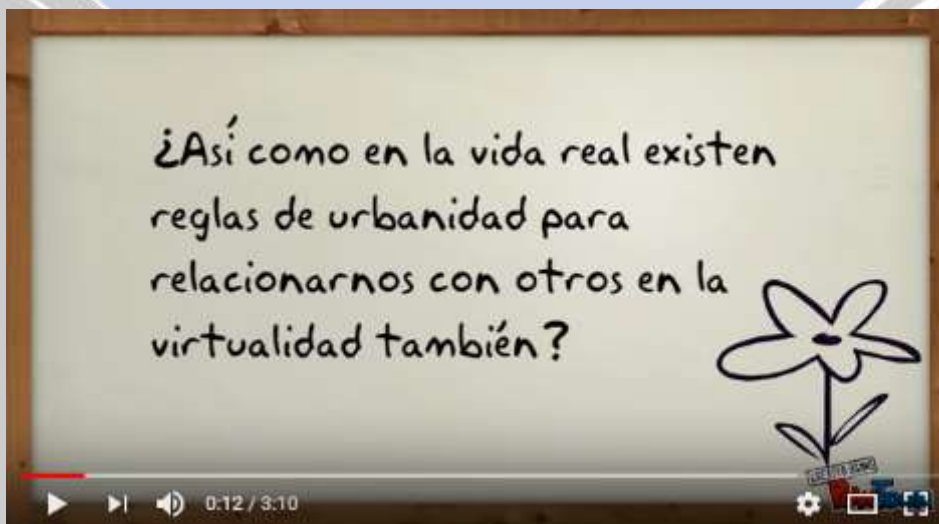 ¿Así como en la vida real existen
reglas de urbanidad para
relacionarnos con otros en la
virtualidad también?
0:12 / 3:10